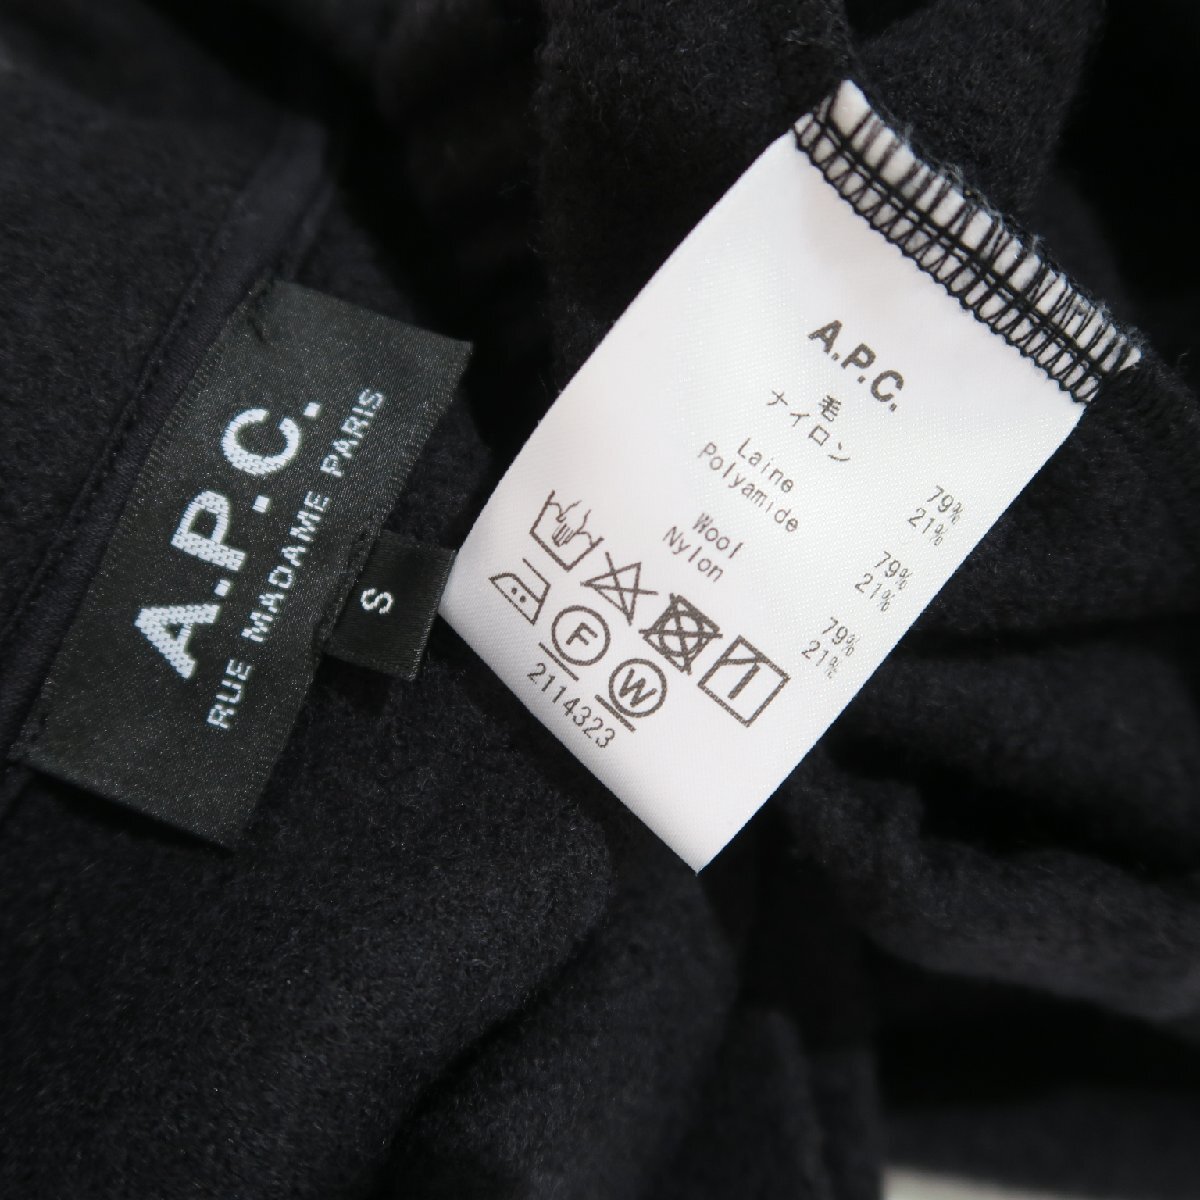 A.P.C.
RUE MADAME PARIS
S
A.P.C.
毛 79%
ナイロン 21%
Laine 79%
Polyamide 21%
Wool 79%
Nylon 21%
F
W
2114323